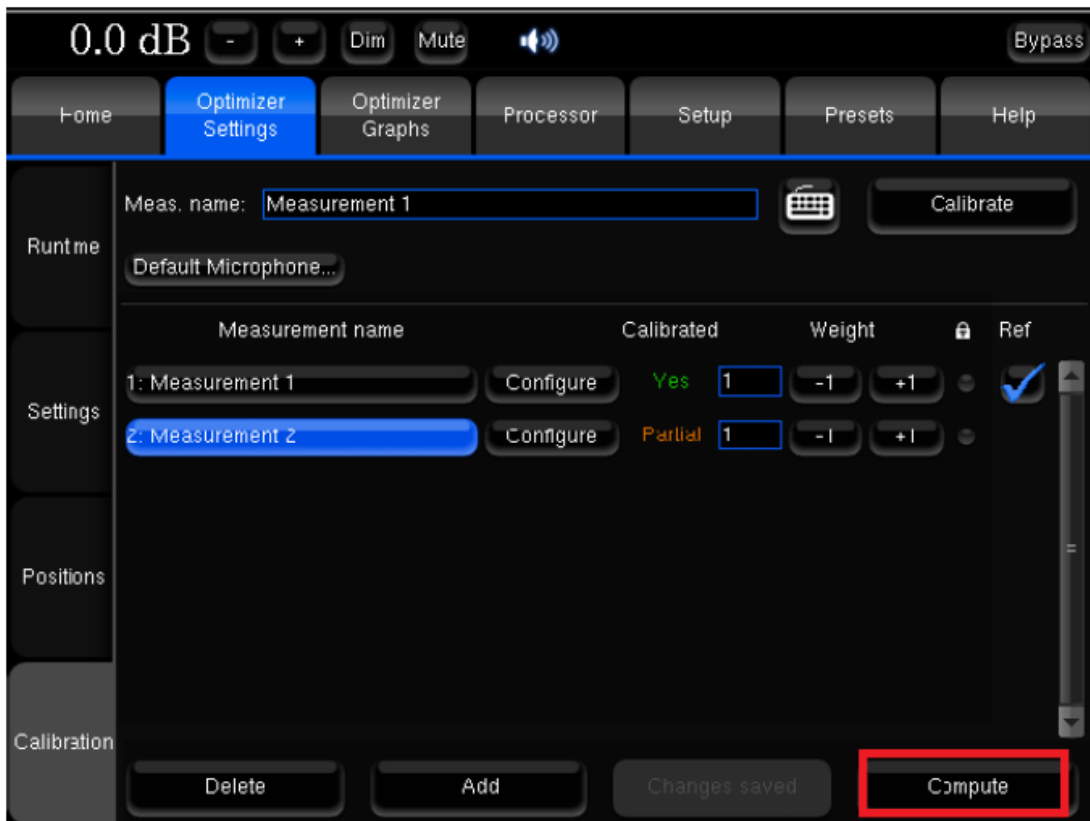 0.0 dB - + Dim Mute Bypass
Home Optimizer Settings Optimizer Graphs Processor Setup Presets Help
Meas. name: Measurement 1 Calibrate
Runtime
Default Microphone...
Measurement name Calibrated Weight Ref
1: Measurement 1 Configure Yes 1 -1 +1
Settings
2: Measurement 2 Configure Partial 1 -1 +1
Positions
Calibration
Delete Add Changes saved Compute